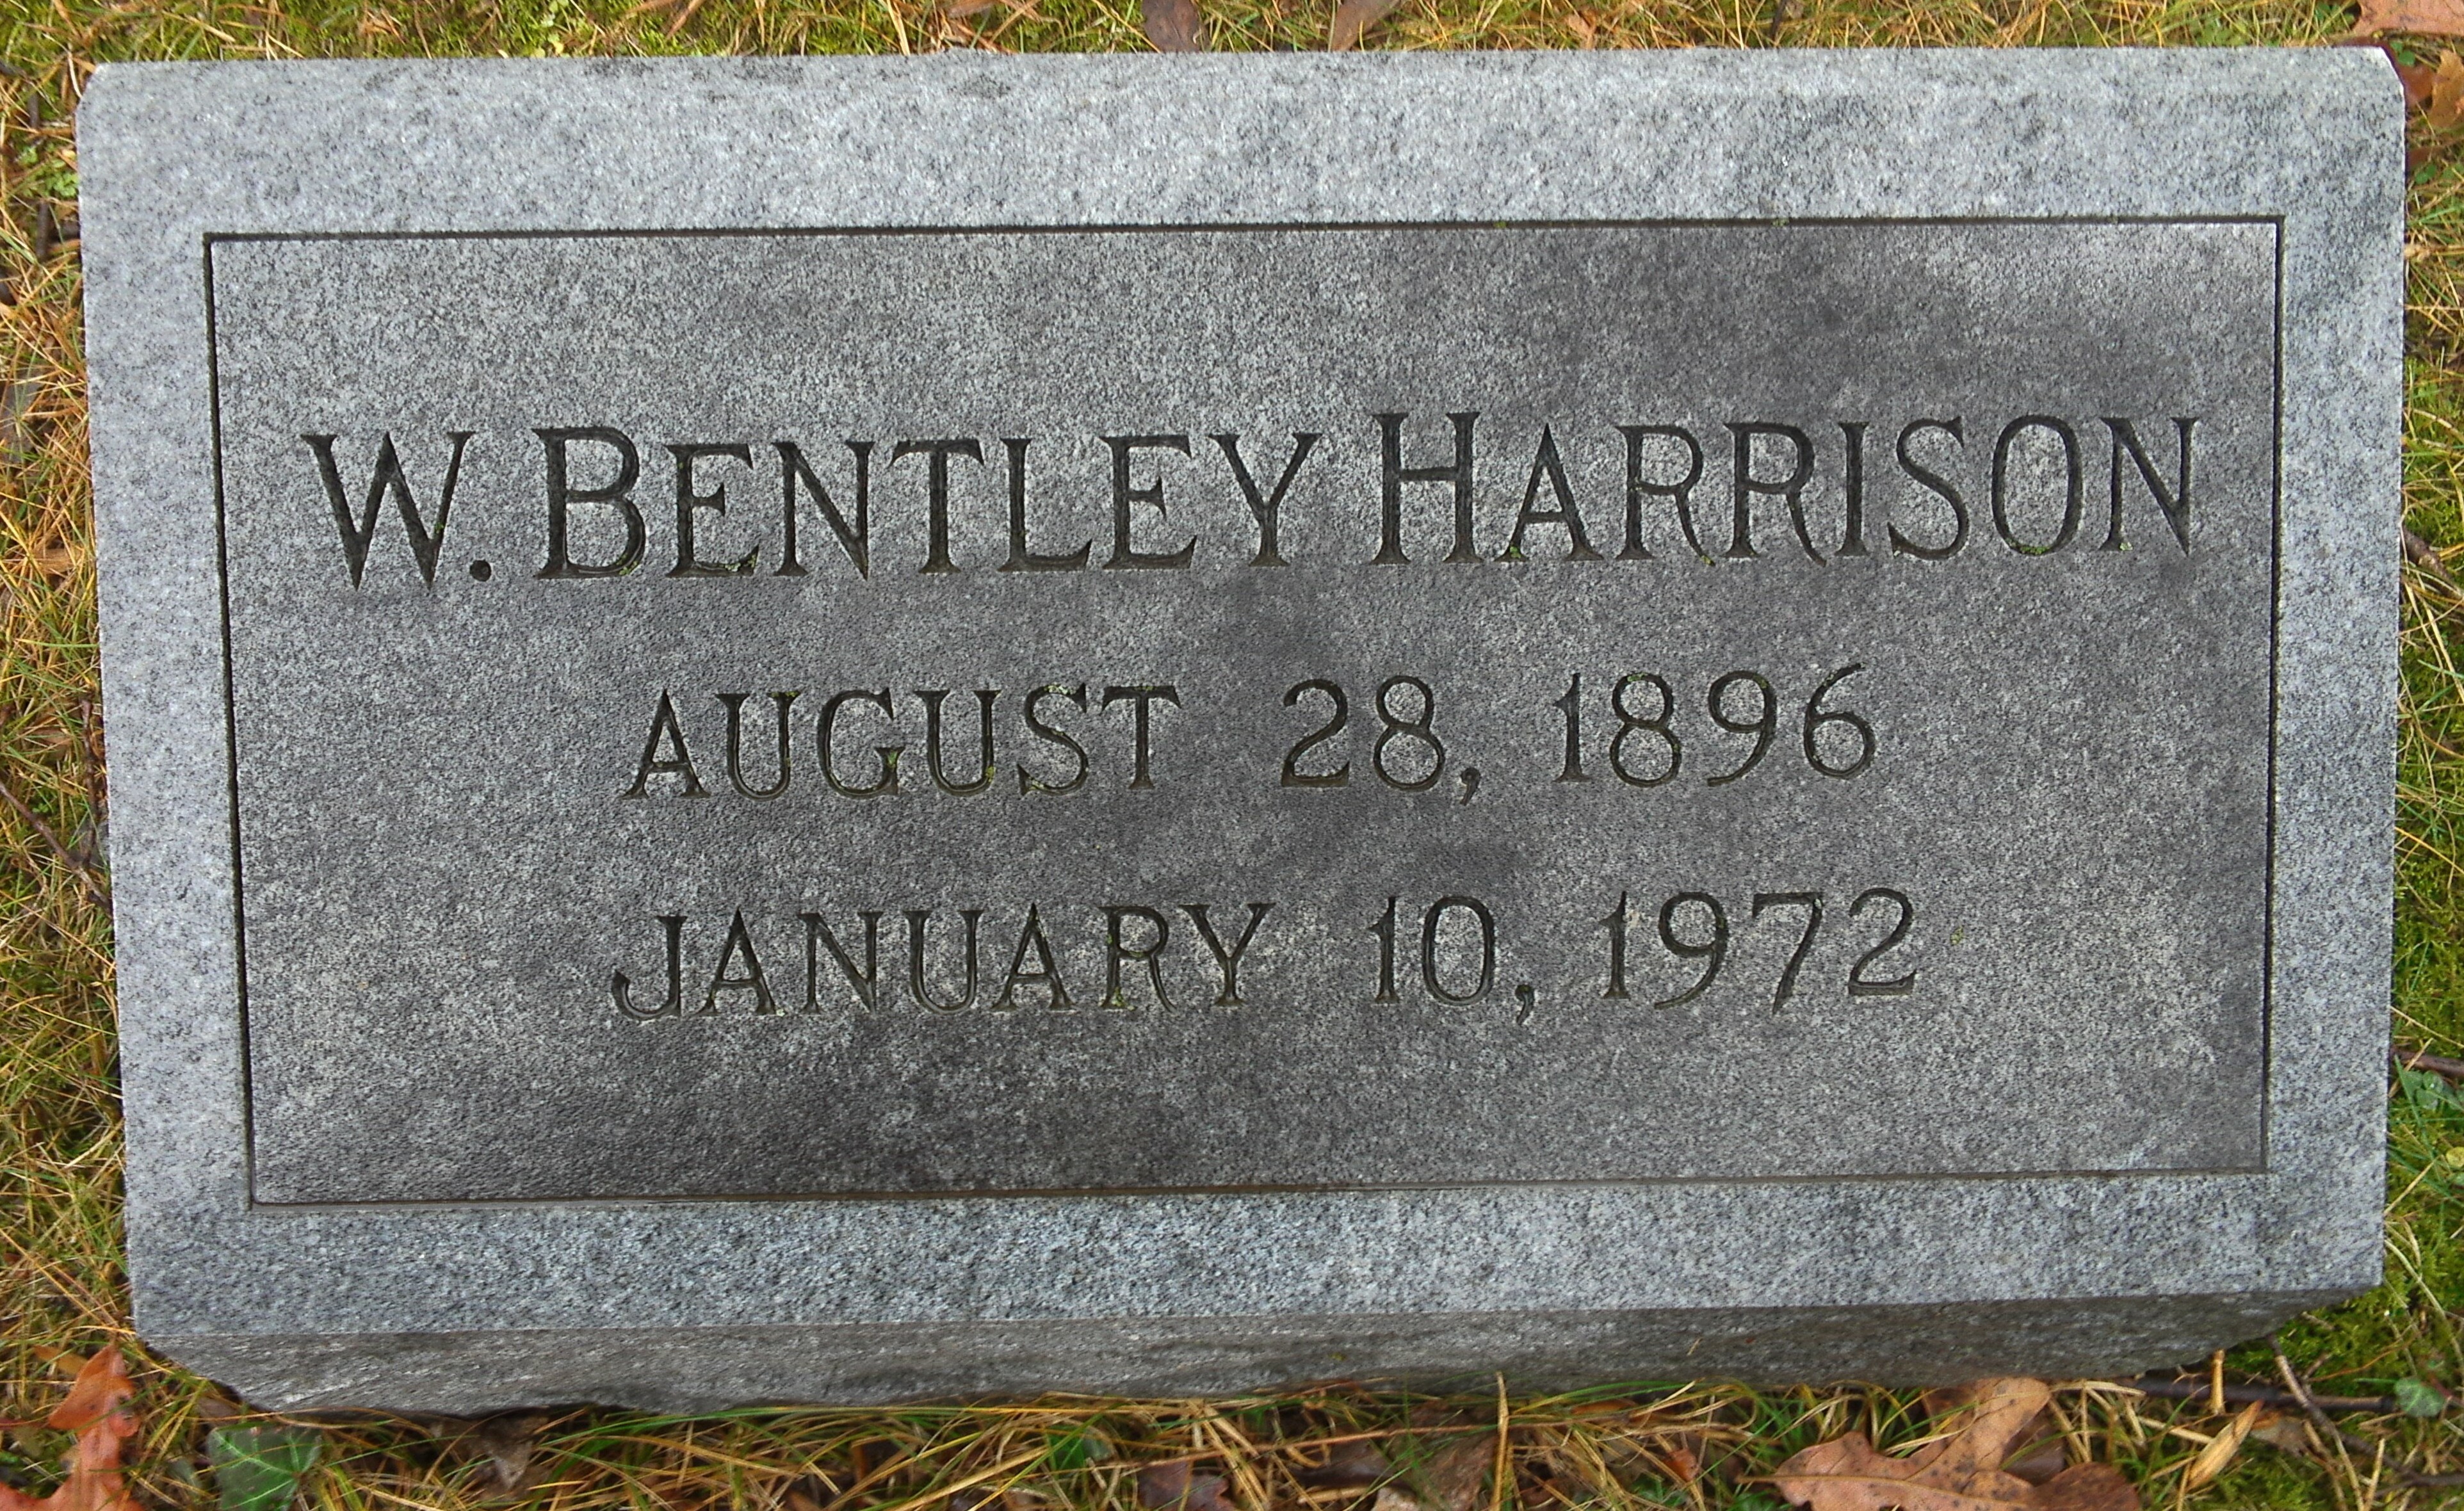 W. BENTLEY HARRISON
AUGUST 28, 1896
JANUARY 10, 1972